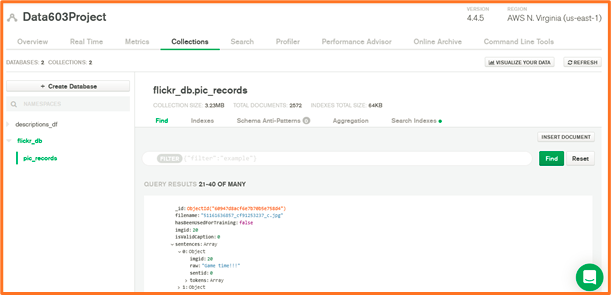 Data603Project
VERSION
4.4.5
REGION
AWS N. Virginia (us-east-1)
Overview
Real Time
Metrics
Collections
Search
Profiler
Performance Advisor
Online Archive
Command Line Tools
DATABASES: 2 COLLECTIONS: 2
VISUALIZE YOUR DATA
REFRESH
+ Create Database
NAMESPACES
descriptions_df
flickr_db
pic_records
flickr_db.pic_records
COLLECTION SIZE: 3.23MB TOTAL DOCUMENTS: 2572 INDEXES TOTAL SIZE: 64KB
Find
Indexes
Schema Anti-Patterns 0
Aggregation
Search Indexes
INSERT DOCUMENT
FILTER {"filter":"example"}
Find
Reset
QUERY RESULTS 21-40 OF MANY
filename:"51161636857_cf91253237_c.jpg"
hasBeenUsedForTraining:false
imgid:20
isValidCaption:0
sentences:Array
0:Object
imgid:20
raw:"Game time!!!"
sentid:0
tokens:Array
1:Object